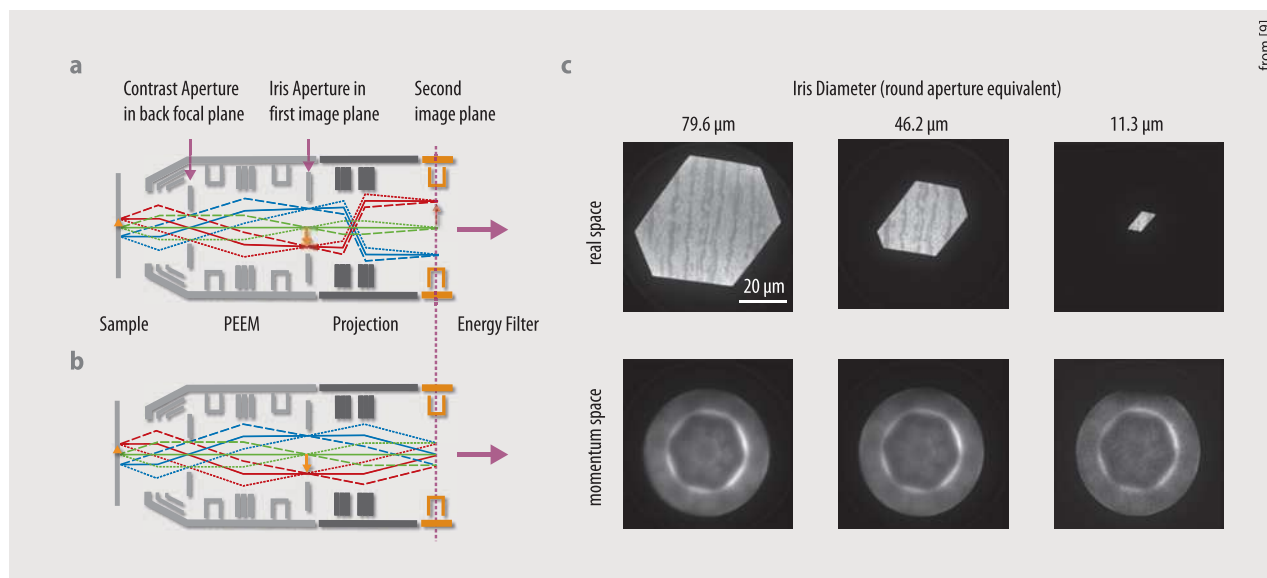 from [9]
a
Contrast Aperture
in back focal plane
Iris Aperture in
first image plane
Second
image plane
Sample
PEEM
Projection
Energy Filter
b
c
Iris Diameter (round aperture equivalent)
79.6 µm
46.2 µm
11.3 µm
real space
20 µm
momentum space